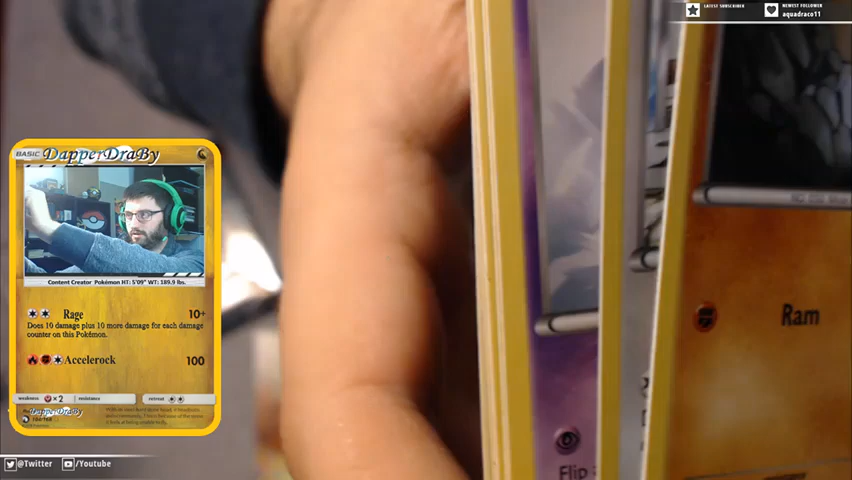 LATEST SUBSCRIBER
NEWEST FOLLOWER
aquadraco11
BASIC DapperDraBy
Content Creator Pokémon HT: 5'09" WT: 189.9 lbs.
Rage 10+
Does 10 damage plus 10 more damage for each damage
counter on this Pokémon.
Accelerock 100
weakness ×2 resistance retreat
DapperDraBy
Ram
Flip
@Twitter /Youtube